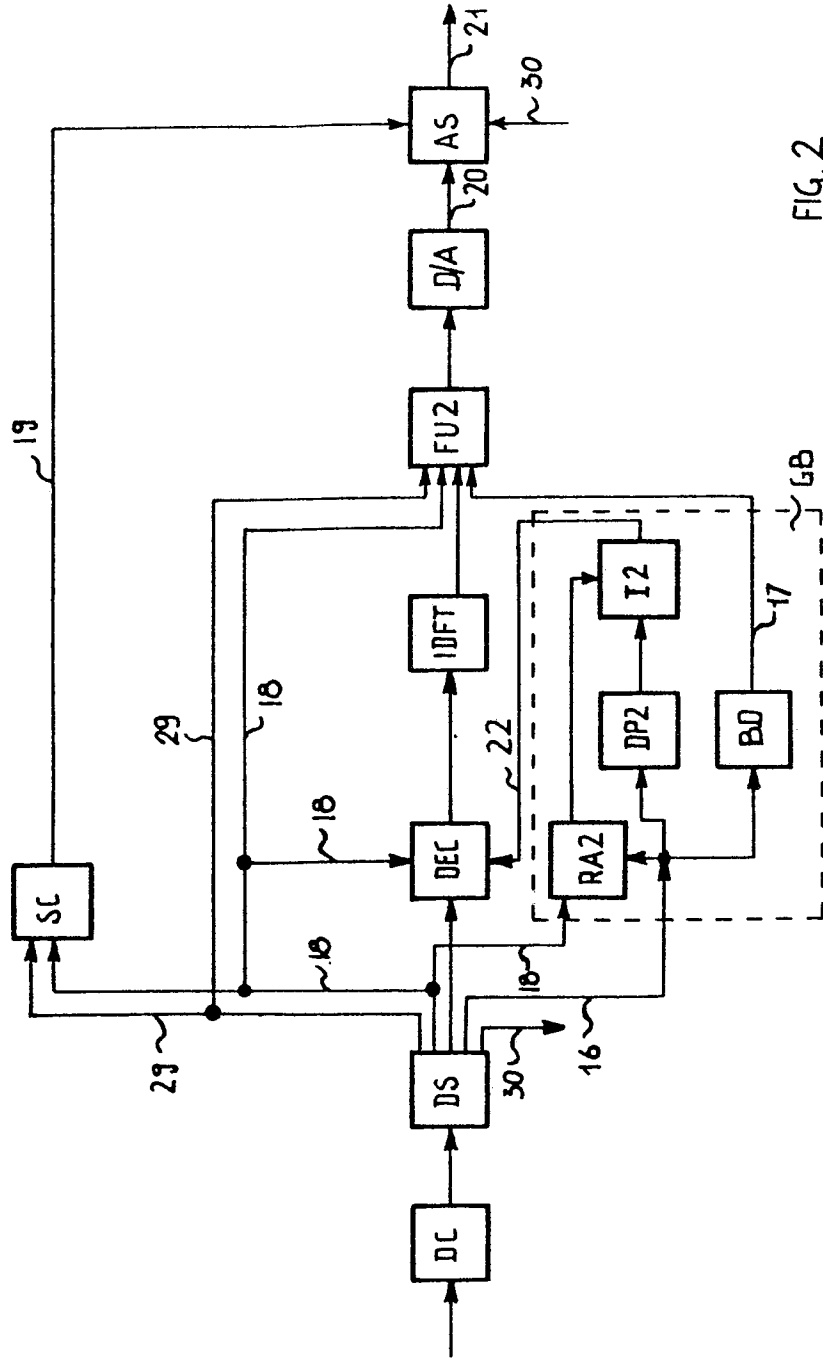 19
SC
29
29
18
18
18
18
DC
DS
30
16
DEC
22
IDFT
FU2
D/A
20
AS
21
30
RA2
DP2
I2
BD
17
GB
FIG. 2